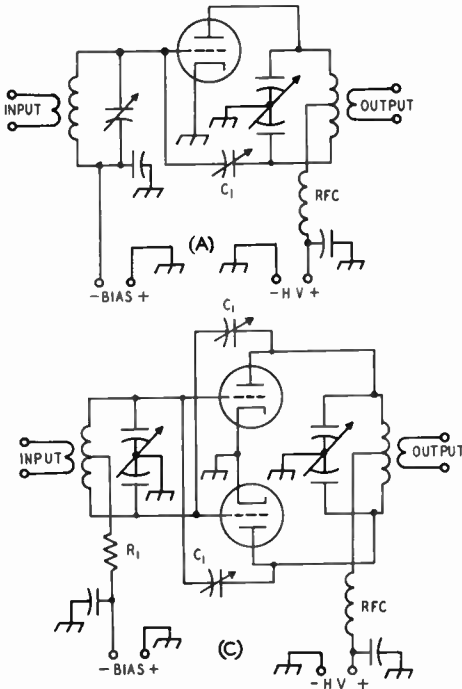 INPUT
OUTPUT
C₁
RFC
(A)
-BIAS+
-HV+
C₁
INPUT
OUTPUT
R₁
C₁
RFC
(C)
-BIAS+
-HV+